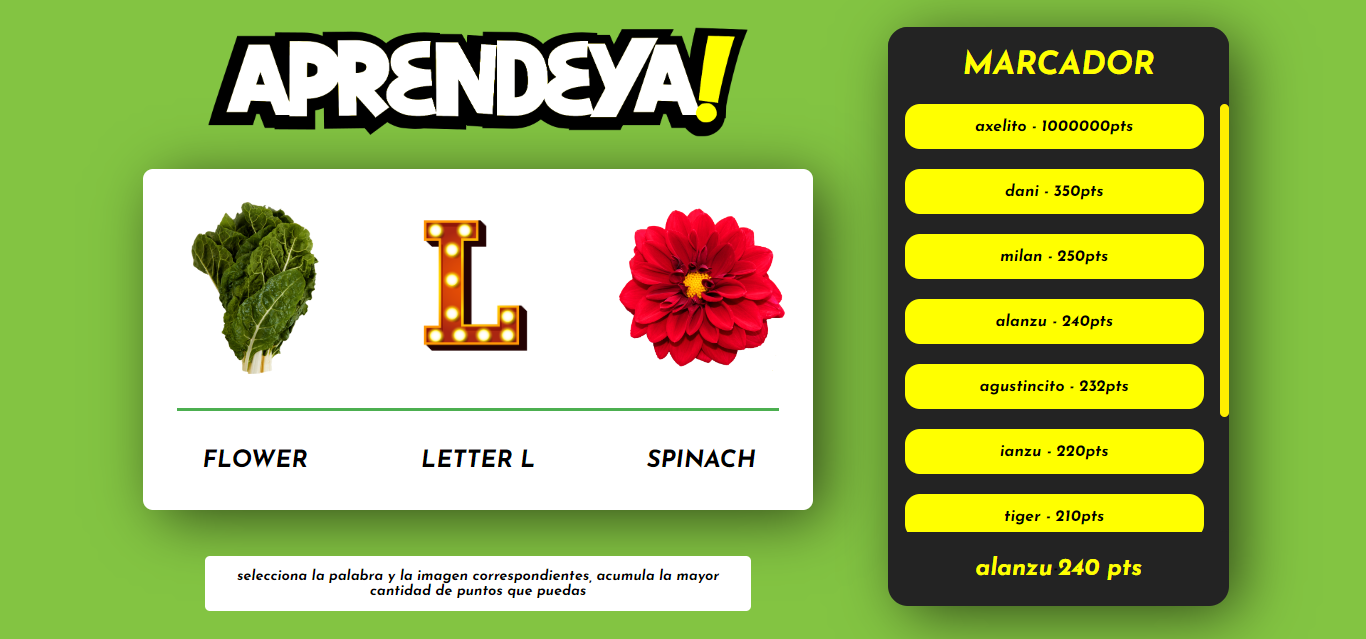 APRENDEYA!
L
FLOWER
LETTER L
SPINACH
selecciona la palabra y la imagen correspondientes, acumula la mayor
cantidad de puntos que puedas
MARCADOR
axelito - 1000000pts
dani - 350pts
milan - 250pts
alanzu - 240pts
agustincito - 232pts
ianzu - 220pts
tiger - 210pts
alanzu 240 pts